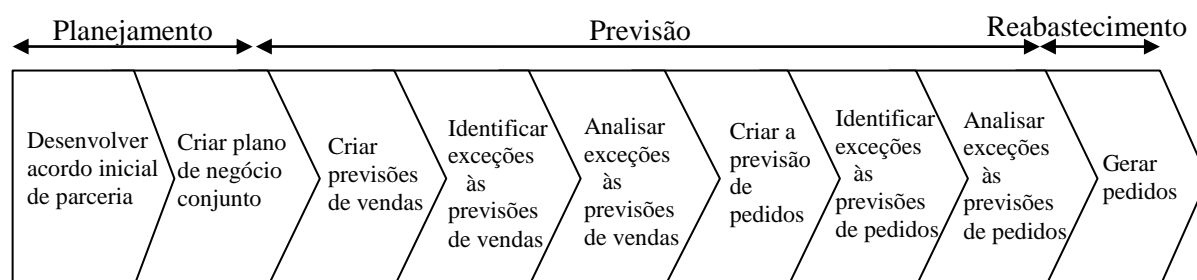 Planejamento
Previsão
Reabastecimento
Desenvolver
acordo inicial
de parceria
Criar plano
de negócio
conjunto
Criar
previsões
de vendas
Identificar
exceções
às
previsões
de vendas
Analisar
exceções
às
previsões
de vendas
Criar a
previsão
de
pedidos
Identificar
exceções
às
previsões
de pedidos
Analisar
exceções
às
previsões
de pedidos
Gerar
pedidos